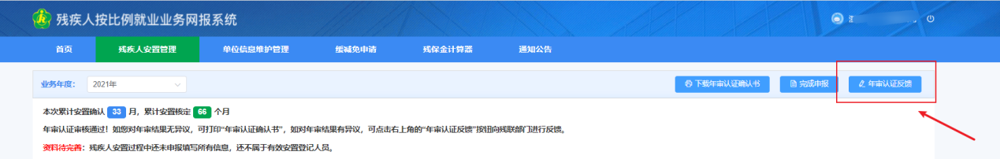 残疾人按比例就业业务网报系统
首页 残疾人安置管理 单位信息维护管理 缓减免申请 残保金计算器 通知公告
业务年度： 2021年 下载年审认证确认书 完成申报 年审认证反馈
本次累计安置确认 33 月，累计安置核定 66 个月
年审认证审核通过！如您对年审结果无异议，可打印“年审认证确认书”，如对年审结果有异议，可点击右上角的“年审认证反馈”按钮向残联部门进行反馈。
资料待完善：残疾人安置过程中还未申报填写所有信息，还不属于有效安置登记人员。